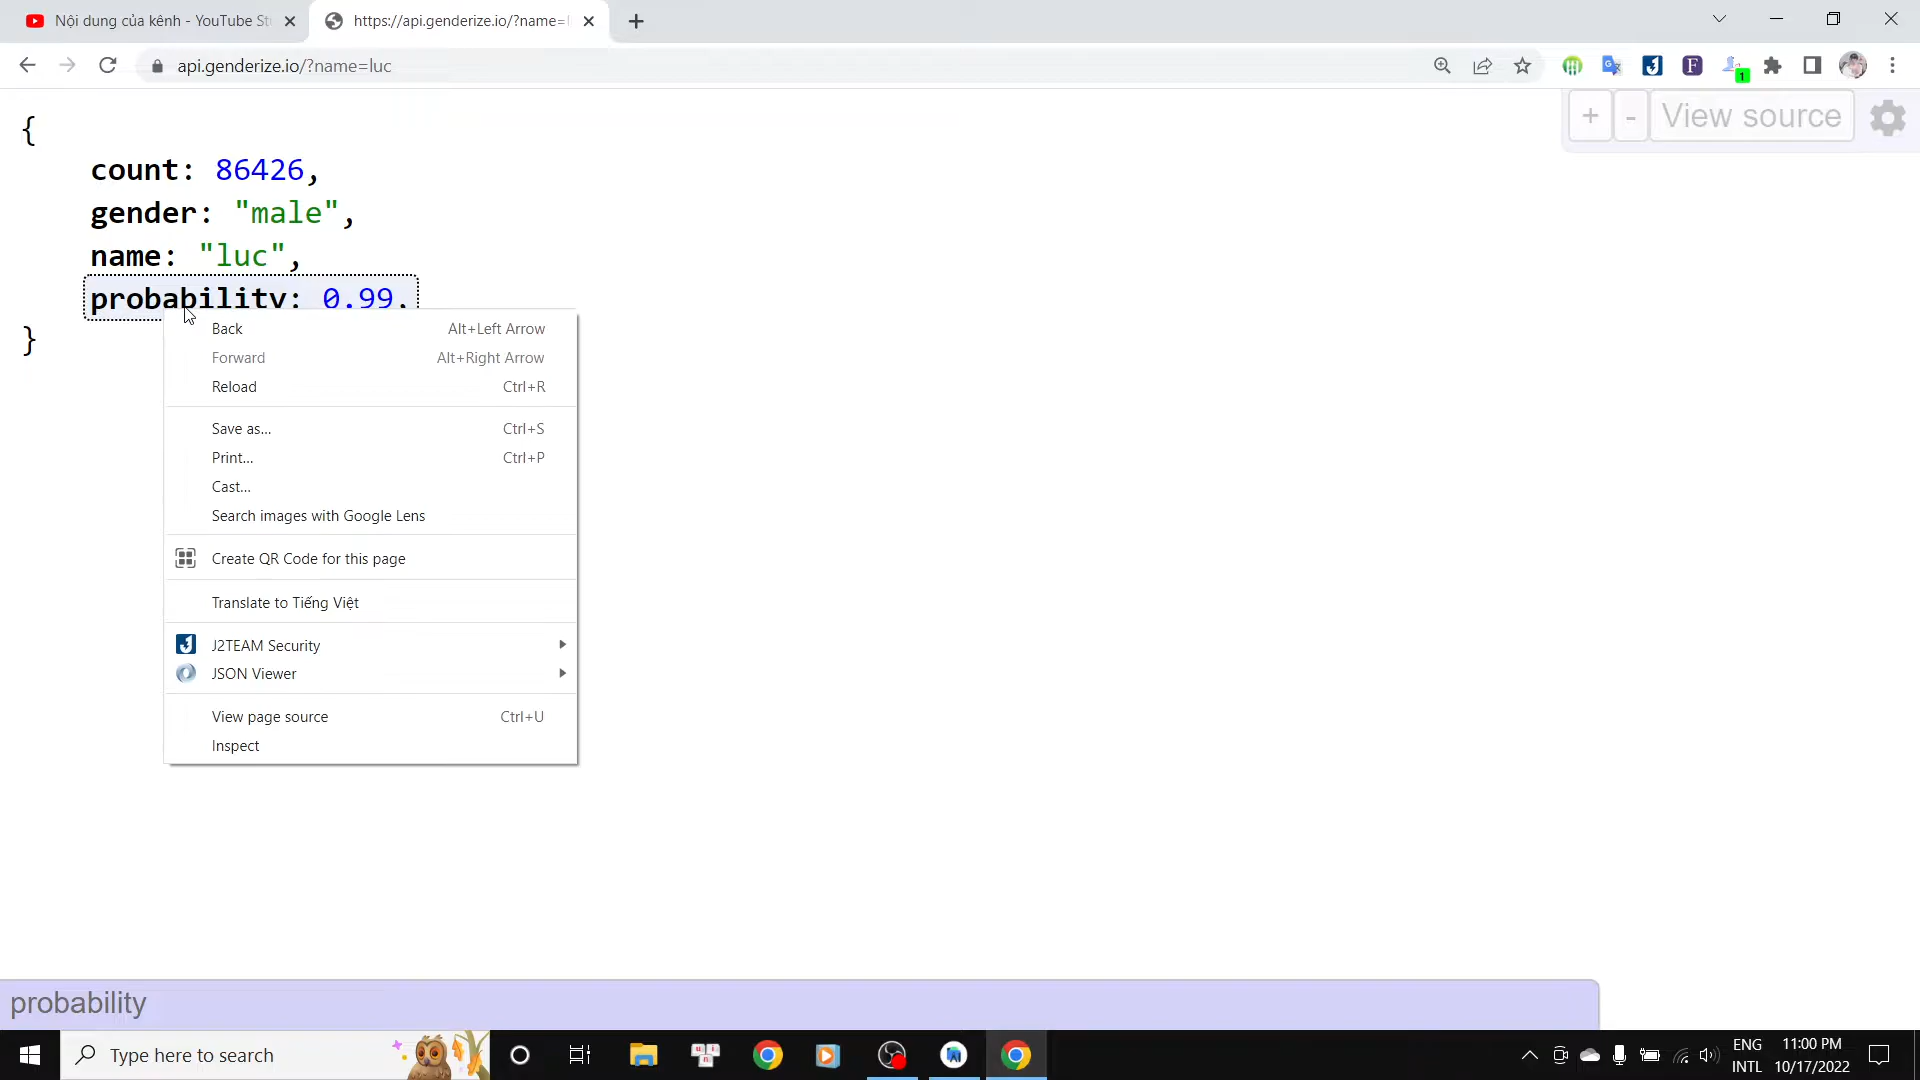 Nội dung của kênh - YouTube St
https://api.genderize.io/?name=l
api.genderize.io/?name=luc
1
+ - View source
{
count: 86426,
gender: "male",
name: "luc",
probability: 0.99,
}
Back Alt+Left Arrow
Forward Alt+Right Arrow
Reload Ctrl+R
Save as... Ctrl+S
Print... Ctrl+P
Cast...
Search images with Google Lens
Create QR Code for this page
Translate to Tiếng Việt
J2TEAM Security
JSON Viewer
View page source Ctrl+U
Inspect
probability
Type here to search
ENG
INTL
11:00 PM
10/17/2022